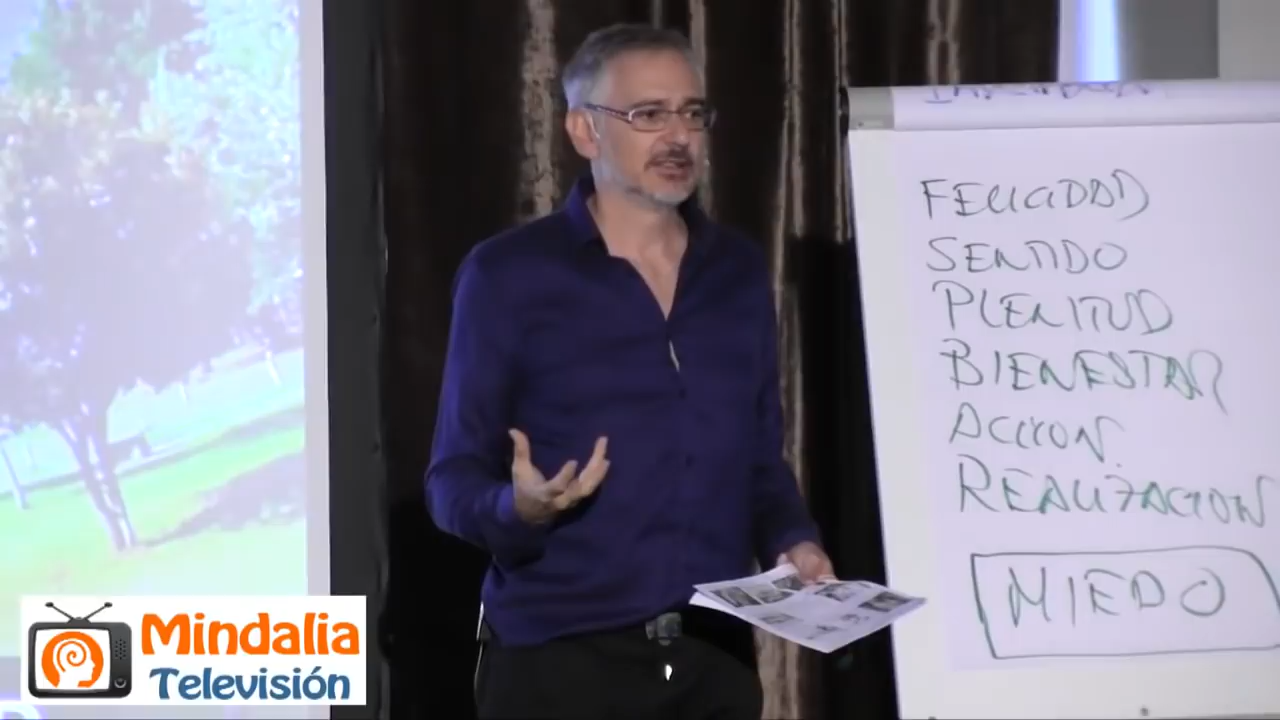 FELICIDAD
SENTIDO
PLENITUD
BIENESTAR
ACCION
REALIZACION
MIEDO
Mindalia
Televisión